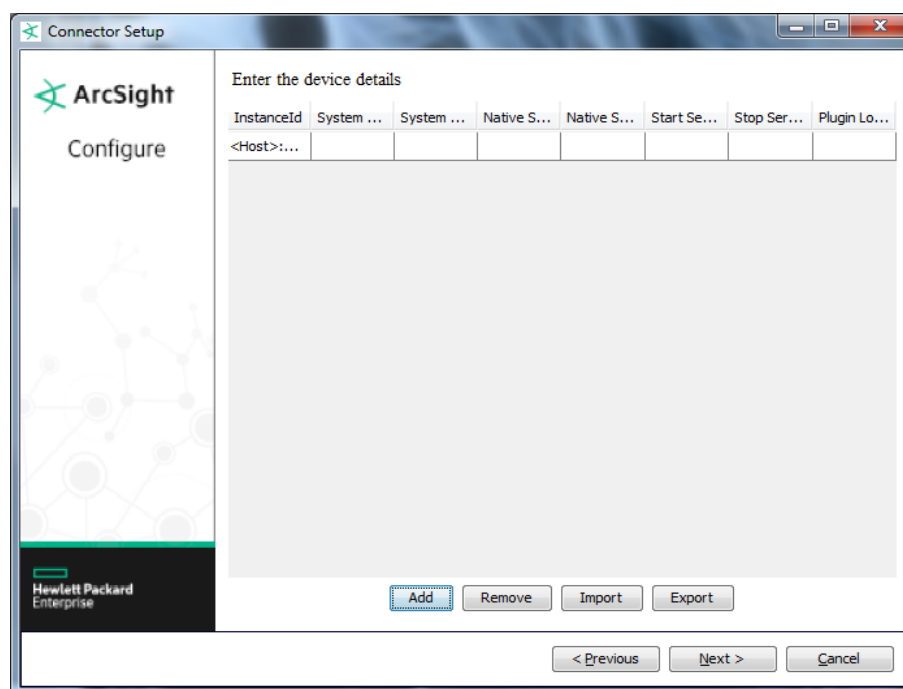 Connector Setup
ArcSight
Configure
Enter the device details
InstanceId System ... System ... Native S... Native S... Start Se... Stop Ser... Plugin Lo...
<Host>:...
Add Remove Import Export
Hewlett Packard
Enterprise
< Previous Next > Cancel